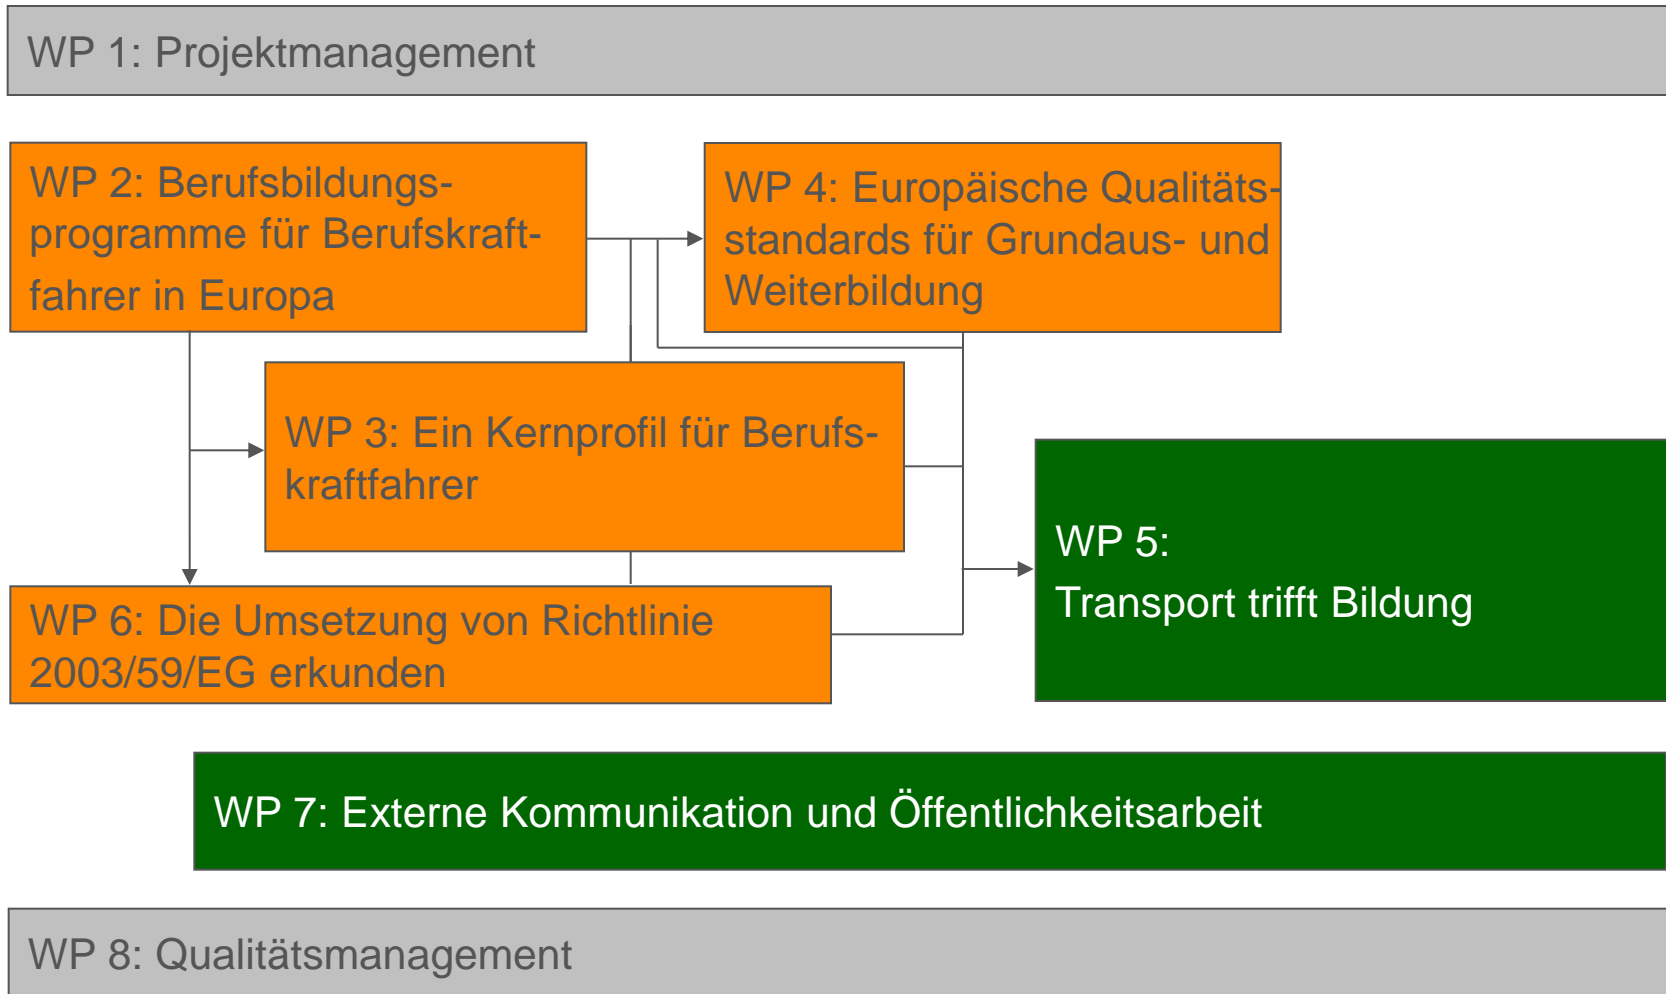 WP 1: Projektmanagement
WP 2: Berufsbildungs-
programme für Berufskraft-
fahrer in Europa
WP 4: Europäische Qualitäts-
standards für Grundaus- und
Weiterbildung
WP 3: Ein Kernprofil für Berufs-
kraftfahrer
WP 5:
Transport trifft Bildung
WP 6: Die Umsetzung von Richtlinie
2003/59/EG erkunden
WP 7: Externe Kommunikation und Öffentlichkeitsarbeit
WP 8: Qualitätsmanagement